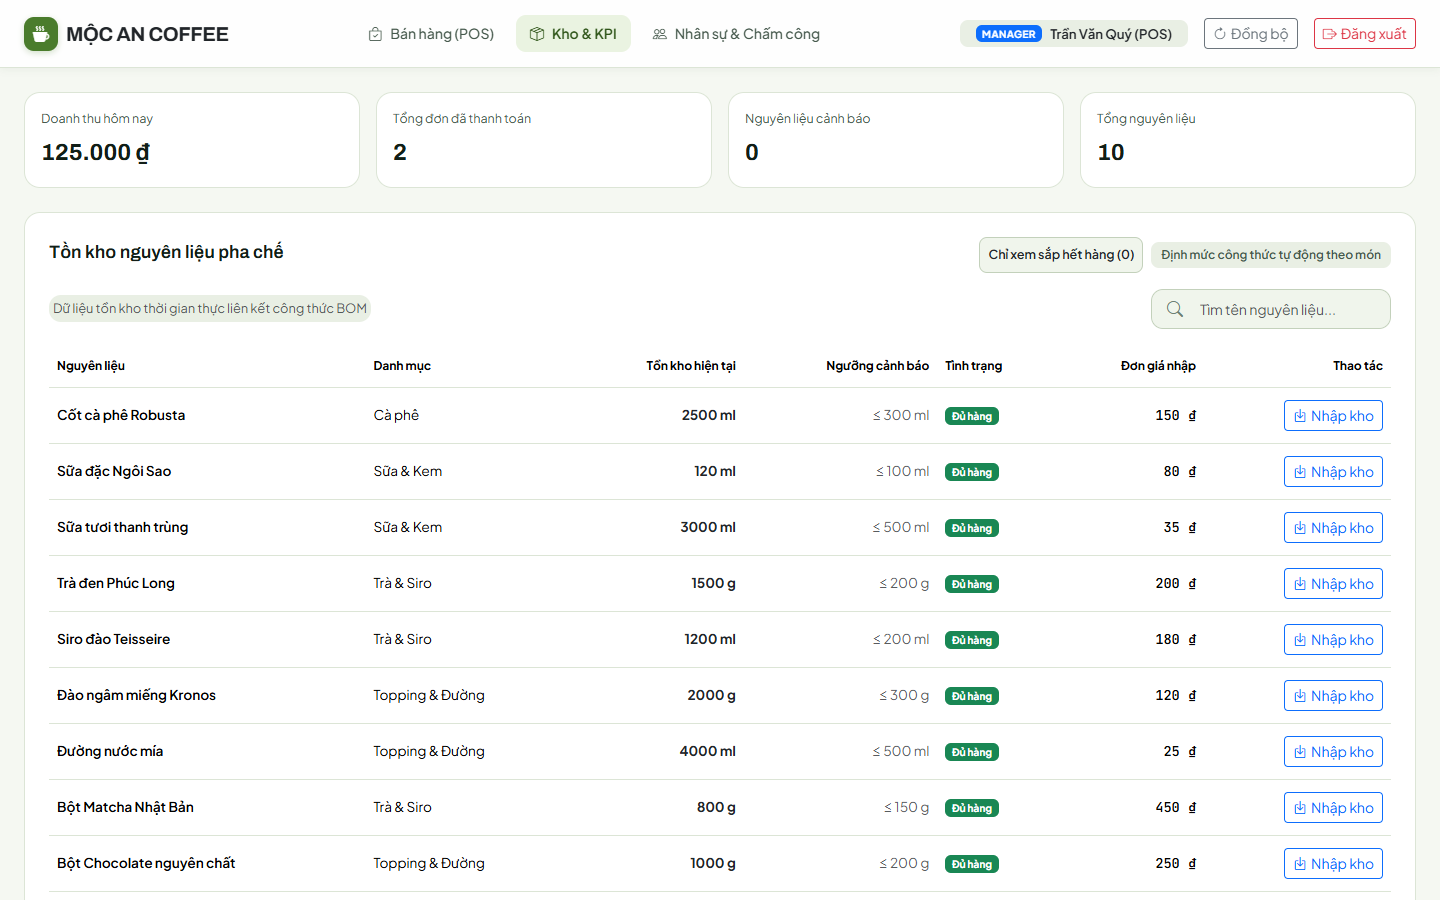 MỘC AN COFFEE
Bán hàng (POS)
Kho & KPI
Nhân sự & Chấm công
MANAGER Trần Văn Quý (POS)
Đồng bộ
Đăng xuất
Doanh thu hôm nay
125.000 ₫
Tổng đơn đã thanh toán
2
Nguyên liệu cảnh báo
0
Tổng nguyên liệu
10
Tồn kho nguyên liệu pha chế
Chỉ xem sắp hết hàng (0)
Định mức công thức tự động theo món
Dữ liệu tồn kho thời gian thực liên kết công thức BOM
Tìm tên nguyên liệu...
Nguyên liệu Danh mục Tồn kho hiện tại Ngưỡng cảnh báo Tình trạng Đơn giá nhập Thao tác
Cốt cà phê Robusta Cà phê 2500 ml ≤ 300 ml Đủ hàng 150 ₫ Nhập kho
Sữa đặc Ngôi Sao Sữa & Kem 120 ml ≤ 100 ml Đủ hàng 80 ₫ Nhập kho
Sữa tươi thanh trùng Sữa & Kem 3000 ml ≤ 500 ml Đủ hàng 35 ₫ Nhập kho
Trà đen Phúc Long Trà & Siro 1500 g ≤ 200 g Đủ hàng 200 ₫ Nhập kho
Siro đào Teisseire Trà & Siro 1200 ml ≤ 200 ml Đủ hàng 180 ₫ Nhập kho
Đào ngâm miếng Kronos Topping & Đường 2000 g ≤ 300 g Đủ hàng 120 ₫ Nhập kho
Đường nước mía Topping & Đường 4000 ml ≤ 500 ml Đủ hàng 25 ₫ Nhập kho
Bột Matcha Nhật Bản Trà & Siro 800 g ≤ 150 g Đủ hàng 450 ₫ Nhập kho
Bột Chocolate nguyên chất Topping & Đường 1000 g ≤ 200 g Đủ hàng 250 ₫ Nhập kho